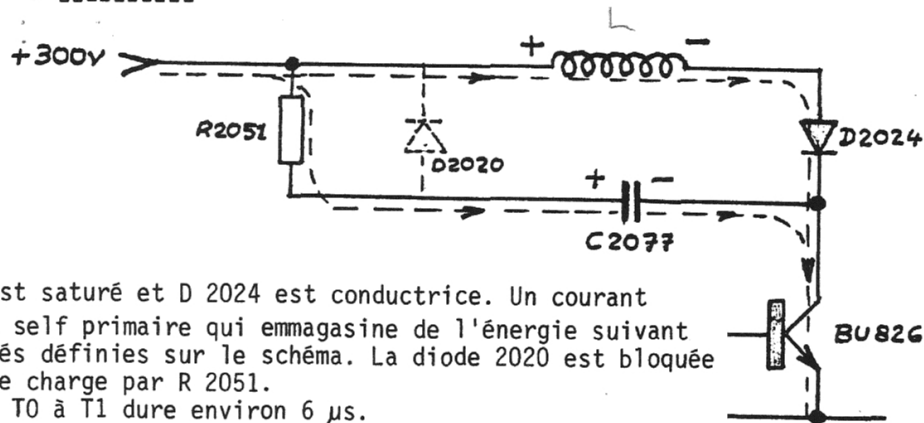 L
+300V
+ -
R2051
D2020
D2024
+ -
C2077
st saturé et D 2024 est conductrice. Un courant
self primaire qui emmagasine de l'énergie suivant
és définies sur le schéma. La diode 2020 est bloquée
e charge par R 2051.
T0 à T1 dure environ 6 µs.
BU826